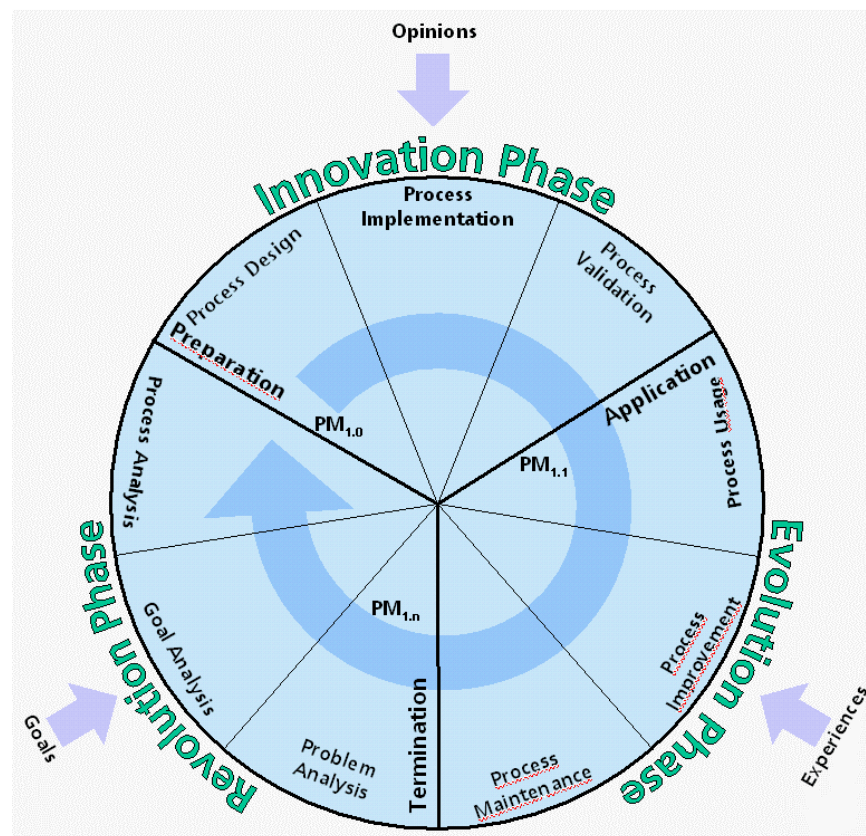 Opinions
Innovation Phase
Process
Implementation
Process Design
Process
Validation
Preparation
Application
Process Analysis
Process Usage
PM1.0
PM1.1
PM1.n
Revolution Phase
Evolution Phase
Goal Analysis
Process
Improvement
Problem
Analysis
Termination
Process
Maintenance
Goals
Experiences